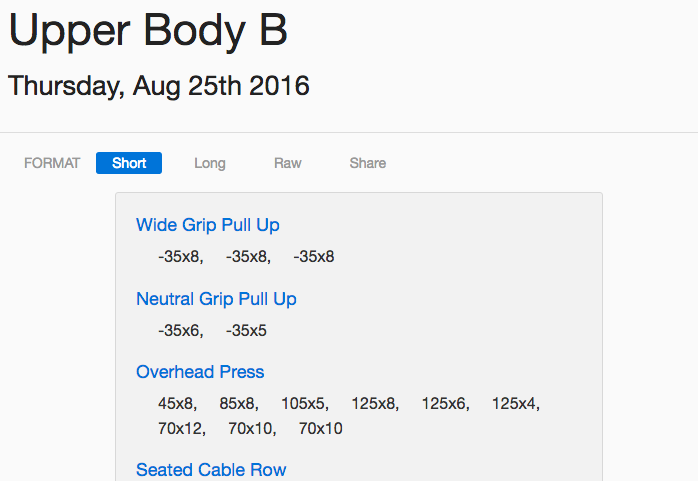 Upper Body B
Thursday, Aug 25th 2016
FORMAT Short Long Raw Share
Wide Grip Pull Up
-35x8, -35x8, -35x8
Neutral Grip Pull Up
-35x6, -35x5
Overhead Press
45x8, 85x8, 105x5, 125x8, 125x6, 125x4,
70x12, 70x10, 70x10
Seated Cable Row